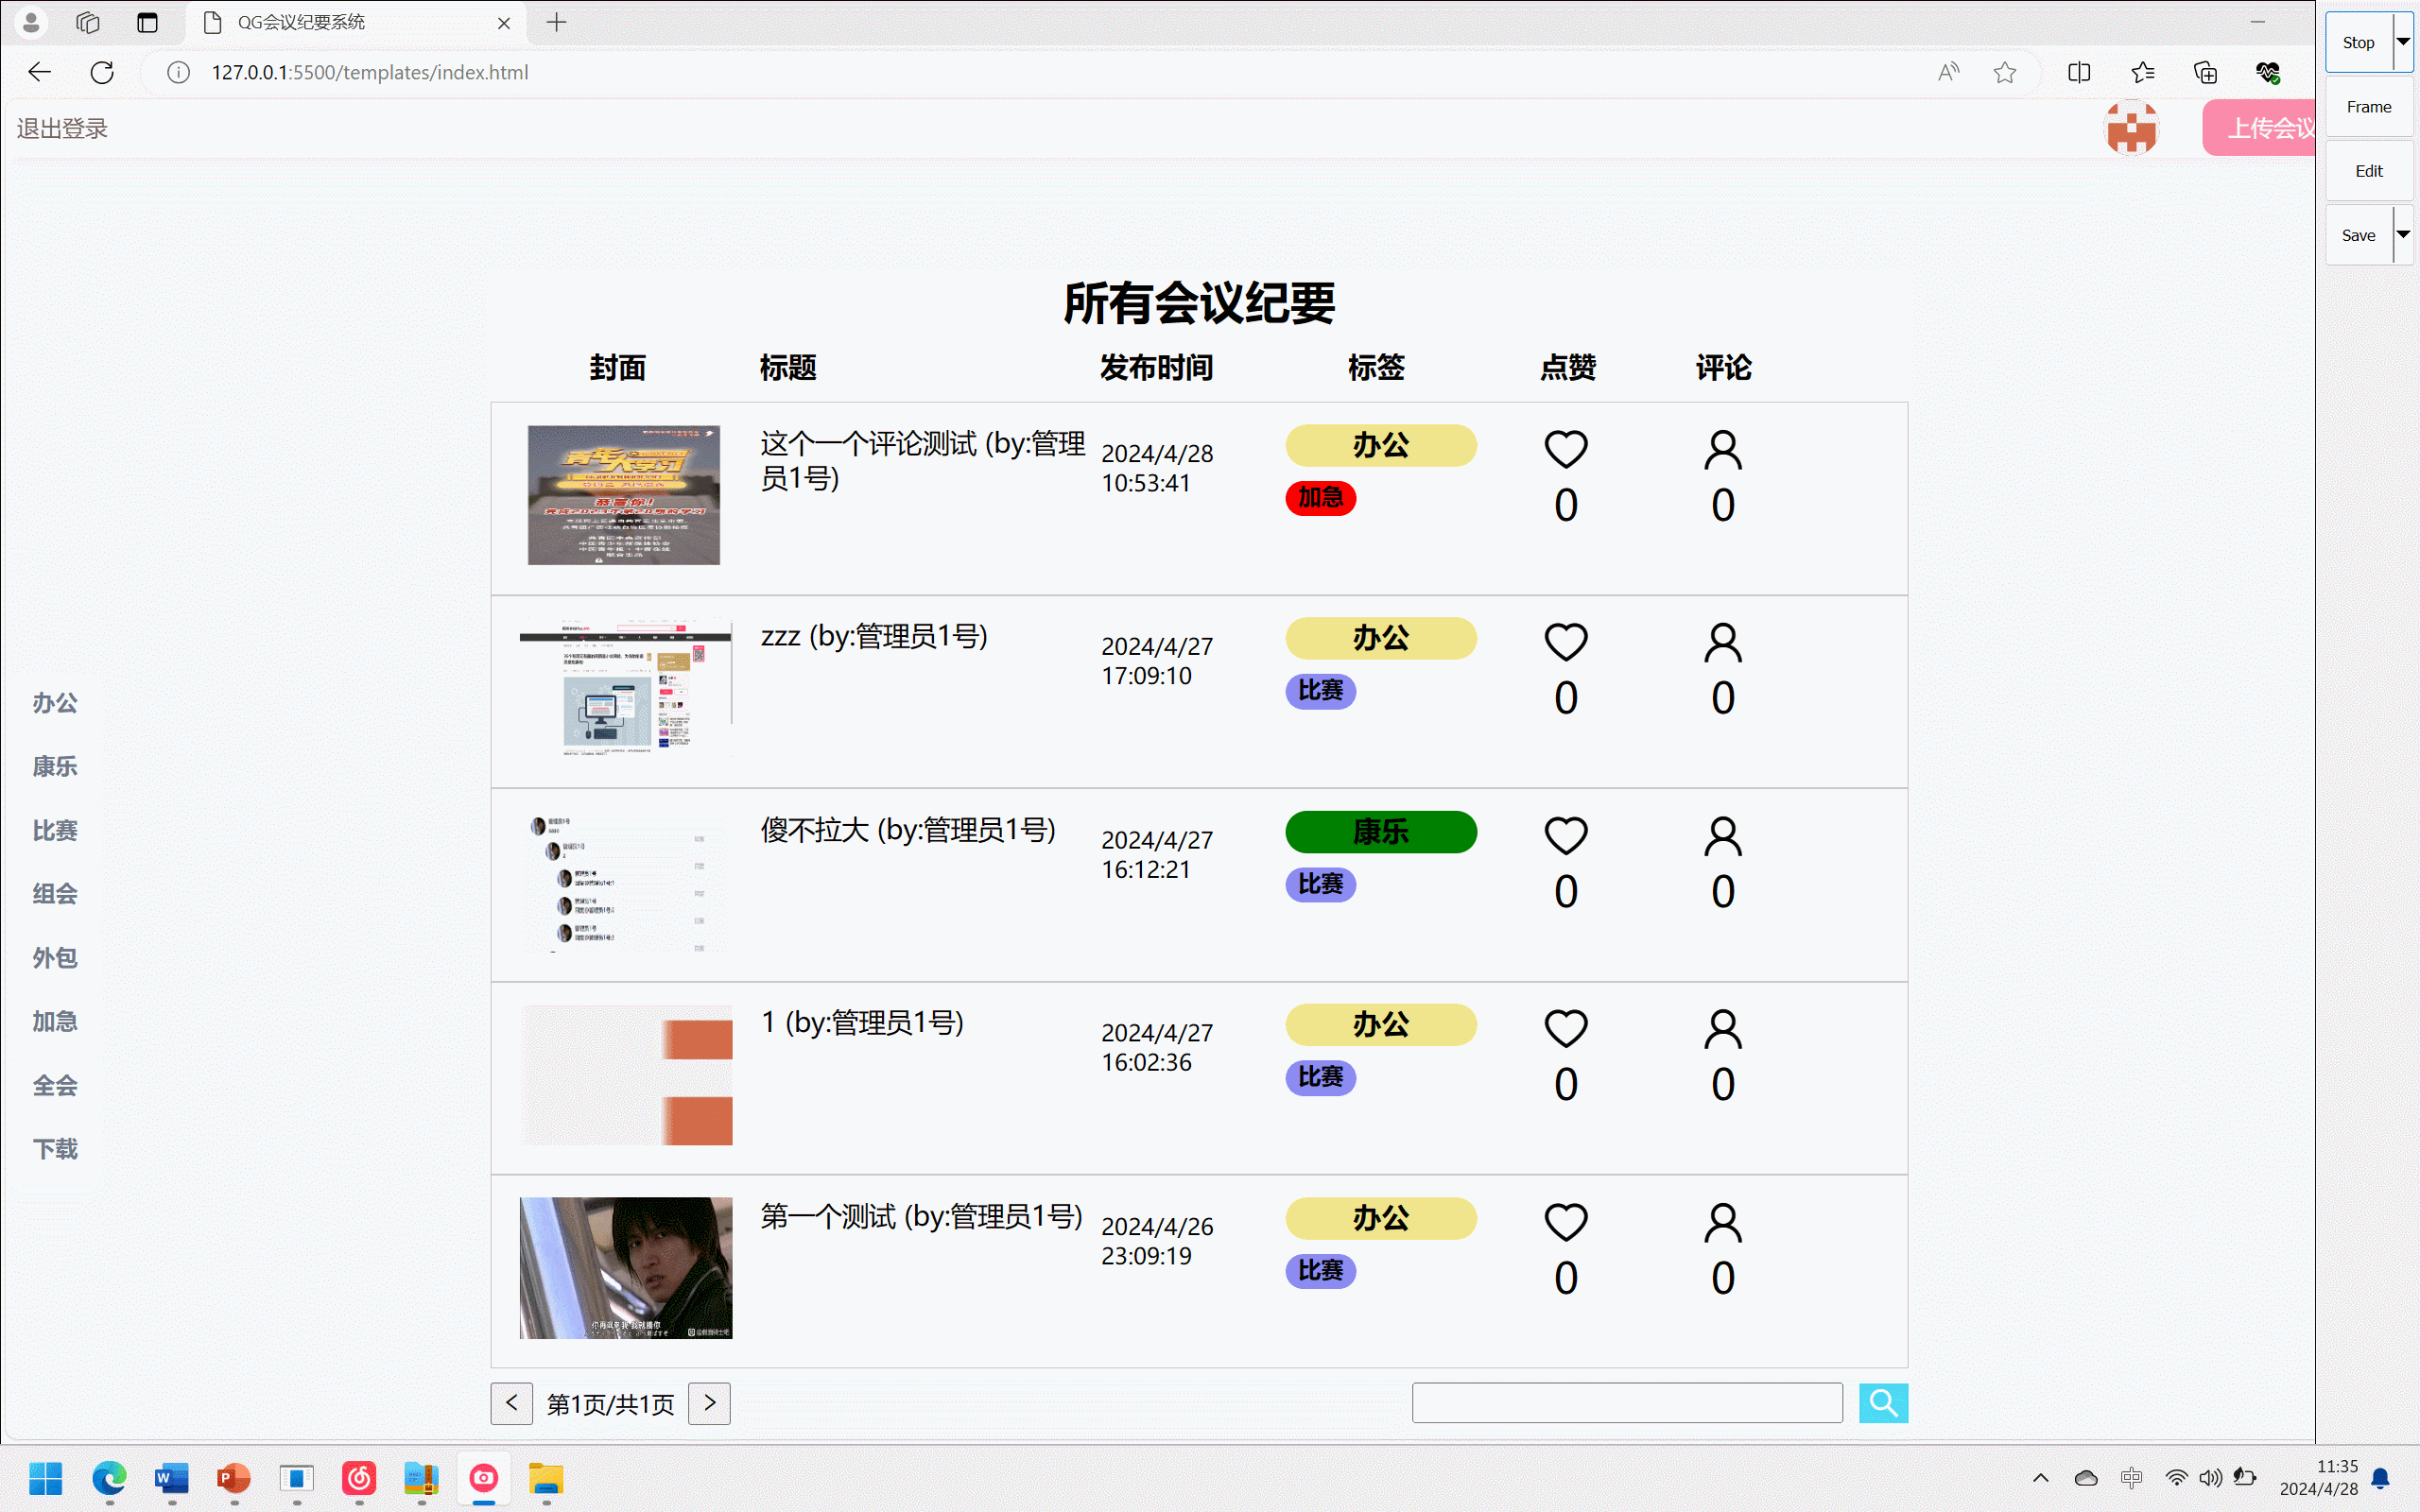 QG会议纪要系统
127.0.0.1:5500/templates/index.html
Stop
Frame
Edit
Save
退出登录
上传会议
所有会议纪要
封面 标题 发布时间 标签 点赞 评论
青年大学习
恭喜你！
这个一个评论测试 (by:管理
员1号)
2024/4/28
10:53:41
办公
加急
0 0
zzz (by:管理员1号)
2024/4/27
17:09:10
办公
比赛
0 0
傻不拉大 (by:管理员1号)
2024/4/27
16:12:21
康乐
比赛
0 0
1 (by:管理员1号)
2024/4/27
16:02:36
办公
比赛
0 0
第一个测试 (by:管理员1号)
2024/4/26
23:09:19
办公
比赛
0 0
办公
康乐
比赛
组会
外包
加急
全会
下载
< 第1页/共1页 >
中
11:35
2024/4/28